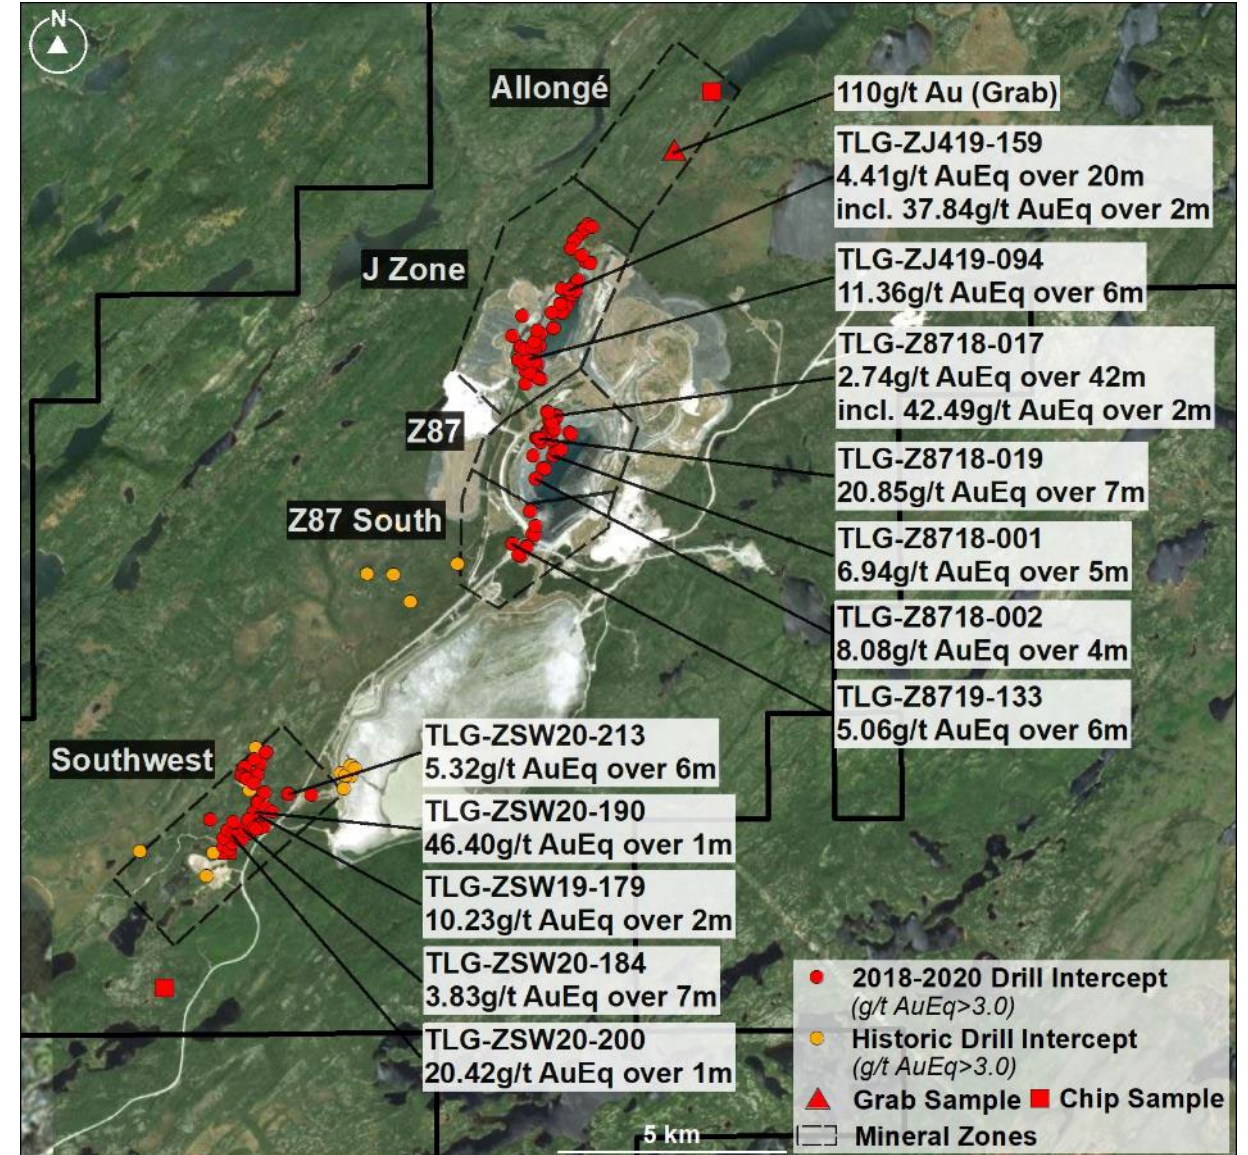 N
Allongé
110g/t Au (Grab)
TLG-ZJ419-159
4.41g/t AuEq over 20m
incl. 37.84g/t AuEq over 2m
J Zone
TLG-ZJ419-094
11.36g/t AuEq over 6m
TLG-Z8718-017
2.74g/t AuEq over 42m
incl. 42.49g/t AuEq over 2m
Z87
TLG-Z8718-019
20.85g/t AuEq over 7m
Z87 South
TLG-Z8718-001
6.94g/t AuEq over 5m
TLG-Z8718-002
8.08g/t AuEq over 4m
TLG-Z8719-133
5.06g/t AuEq over 6m
Southwest
TLG-ZSW20-213
5.32g/t AuEq over 6m
TLG-ZSW20-190
46.40g/t AuEq over 1m
TLG-ZSW19-179
10.23g/t AuEq over 2m
TLG-ZSW20-184
3.83g/t AuEq over 7m
TLG-ZSW20-200
20.42g/t AuEq over 1m
2018-2020 Drill Intercept
(g/t AuEq>3.0)
Historic Drill Intercept
(g/t AuEq>3.0)
Grab Sample Chip Sample
Mineral Zones
5 km